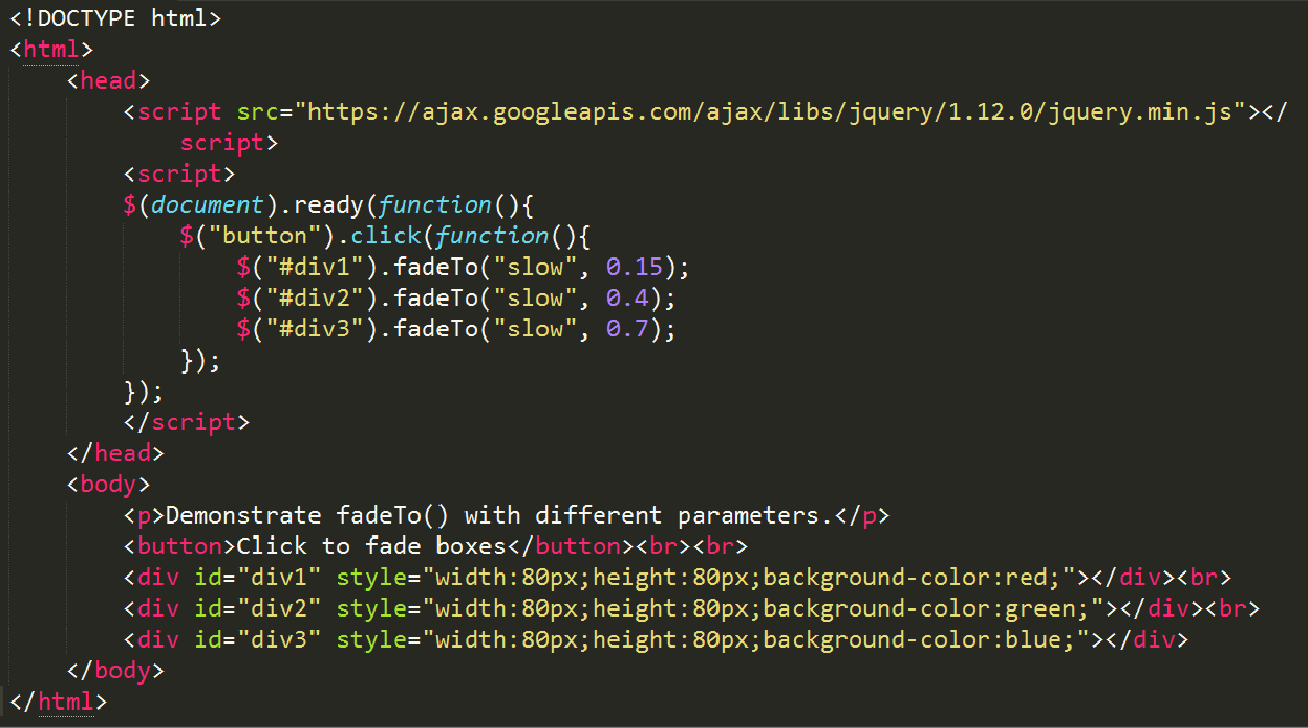 <!DOCTYPE html>
<html>
    <head>
        <script src="https://ajax.googleapis.com/ajax/libs/jquery/1.12.0/jquery.min.js"></
            script>
        <script>
        $(document).ready(function(){
            $("button").click(function(){
                $("#div1").fadeTo("slow", 0.15);
                $("#div2").fadeTo("slow", 0.4);
                $("#div3").fadeTo("slow", 0.7);
            });
        });
        </script>
    </head>
    <body>
        <p>Demonstrate fadeTo() with different parameters.</p>
        <button>Click to fade boxes</button><br><br>
        <div id="div1" style="width:80px;height:80px;background-color:red;"></div><br>
        <div id="div2" style="width:80px;height:80px;background-color:green;"></div><br>
        <div id="div3" style="width:80px;height:80px;background-color:blue;"></div>
    </body>
</html>